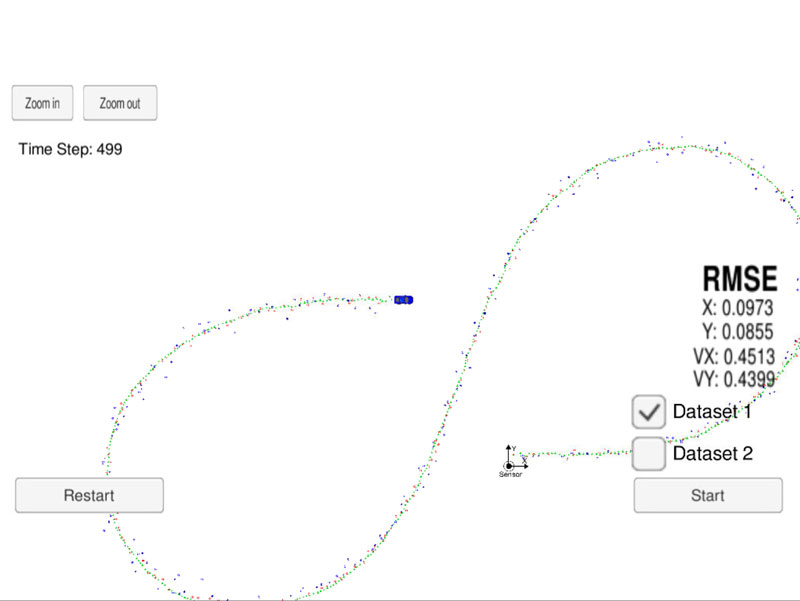 Zoom in
Zoom out
Time Step: 499
RMSE
X: 0.0973
Y: 0.0855
VX: 0.4513
VY: 0.4399
Dataset 1
Y
X
Sensor
Dataset 2
Restart
Start